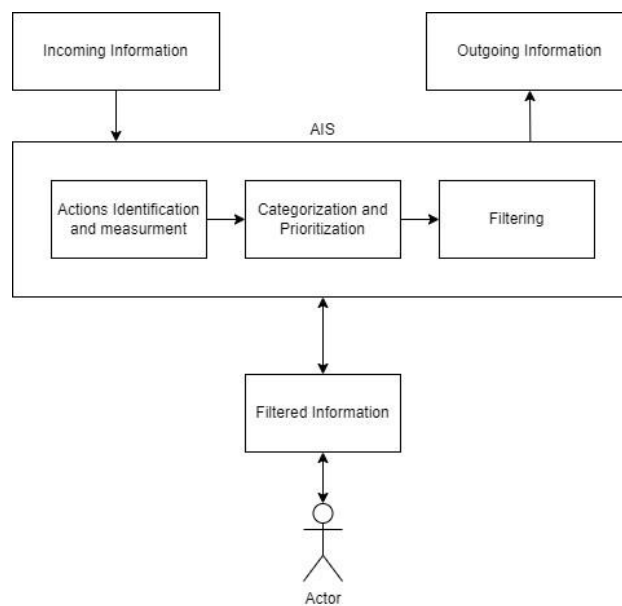 Incoming Information
Outgoing Information
AIS
Actions Identification
and measurment
Categorization and
Prioritization
Filtering
Filtered Information
Actor